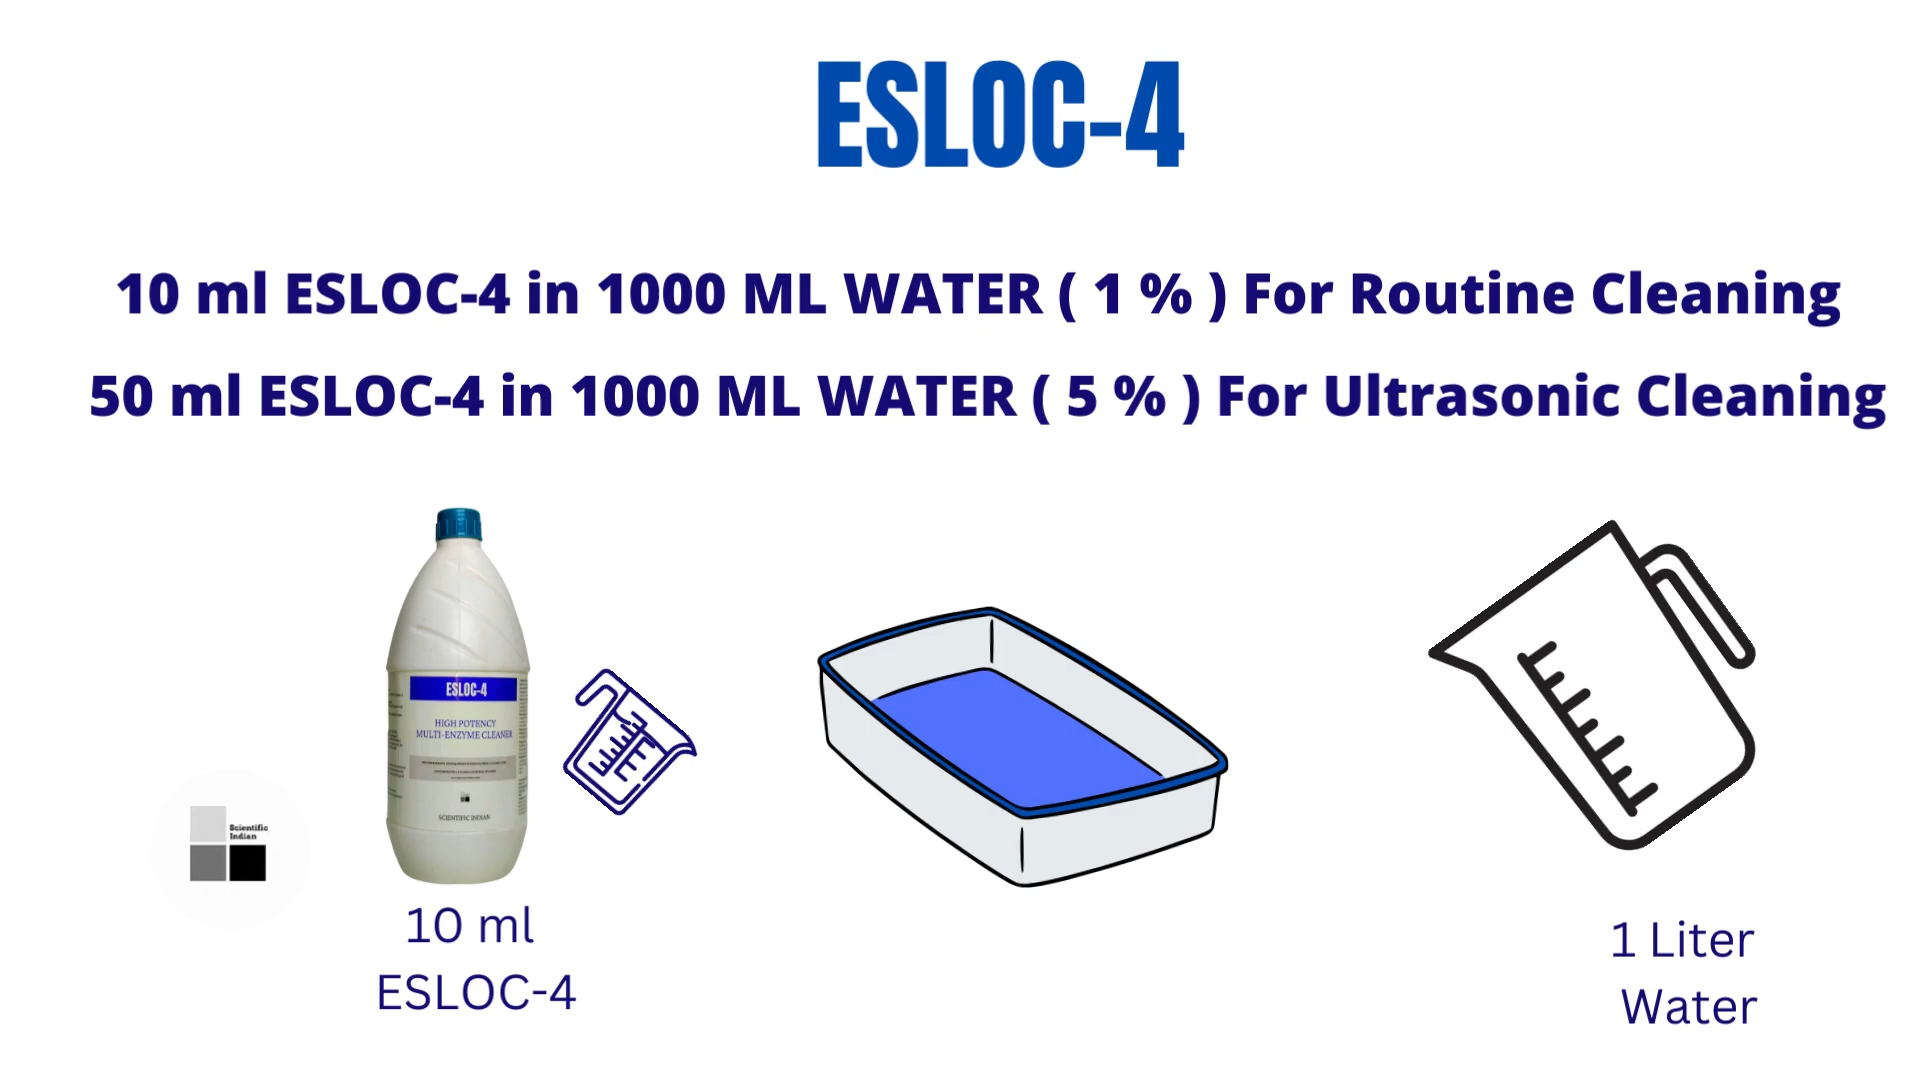 ESLOC-4
10 ml ESLOC-4 in 1000 ML WATER ( 1 % ) For Routine Cleaning
50 ml ESLOC-4 in 1000 ML WATER ( 5 % ) For Ultrasonic Cleaning
ESLOC-4
HIGH POTENCY
MULTI-ENZYME CLEANER
SCIENTIFIC INDIAN
Scientific
Indian
10 ml
ESLOC-4
1 Liter
Water